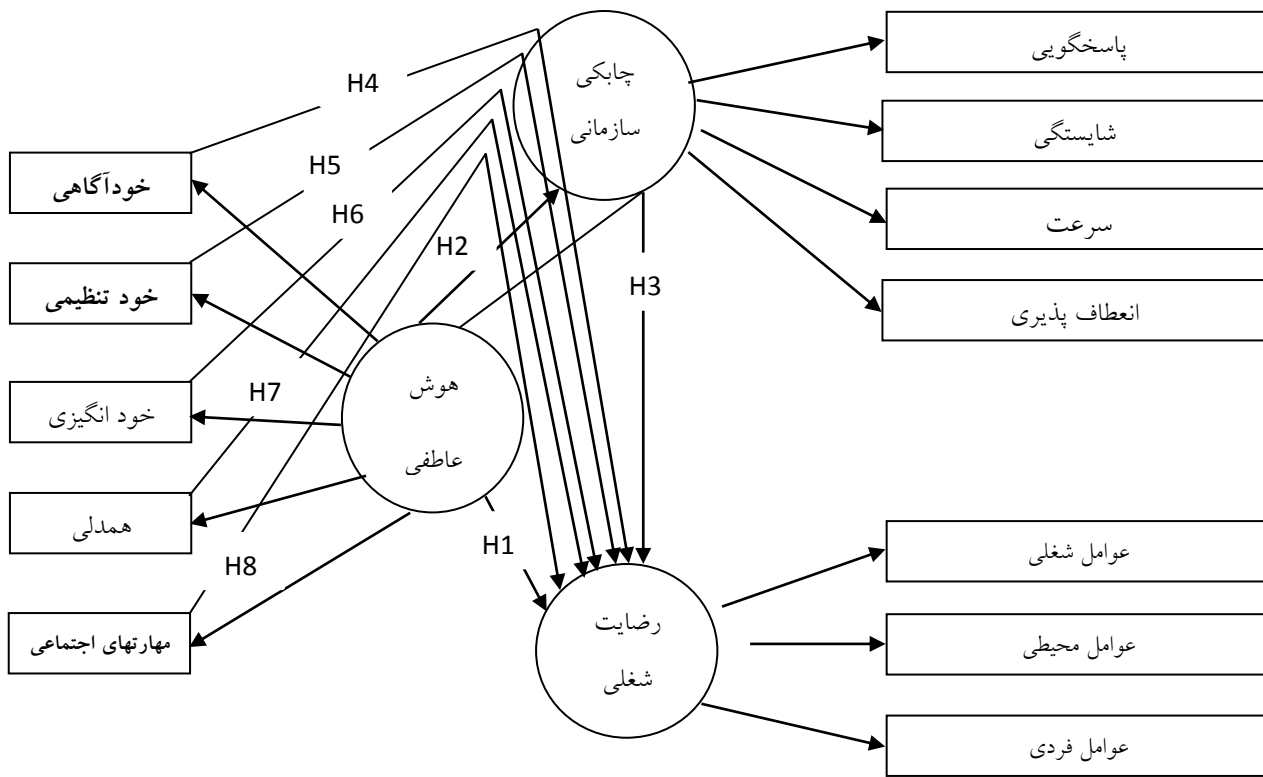 پاسخگویی
چابکی
سازمانی
شایستگی
سرعت
انعطاف پذیری
H4
خودآگاهی
H5
H6
H2
خود تنظیمی
H3
هوش
عاطفی
H7
خود انگیزی
همدلی
H1
H8
عوامل شغلی
رضایت
شغلی
مهارتهای اجتماعی
عوامل محیطی
عوامل فردی